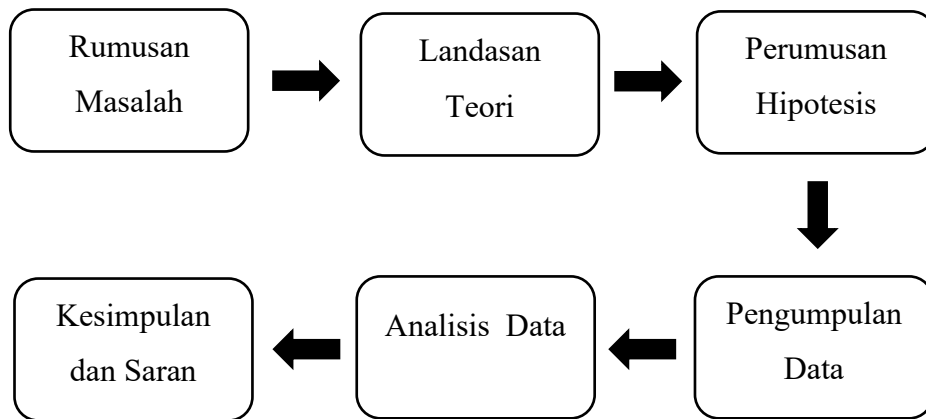 Rumusan
Masalah
Landasan
Teori
Perumusan
Hipotesis
Pengumpulan
Data
Analisis Data
Kesimpulan
dan Saran